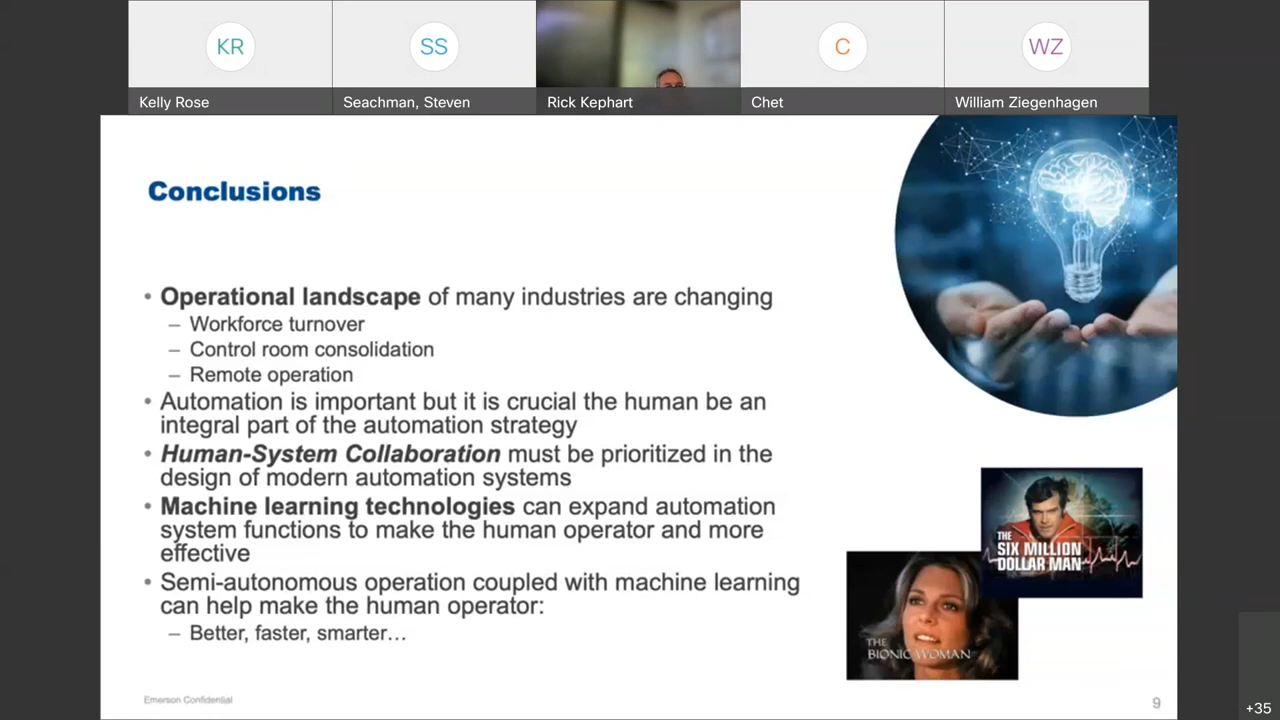 KR
SS
C
WZ
Kelly Rose
Seachman, Steven
Rick Kephart
Chet
William Ziegenhagen
Conclusions
• Operational landscape of many industries are changing
– Workforce turnover
– Control room consolidation
– Remote operation
• Automation is important but it is crucial the human be an
integral part of the automation strategy
• Human-System Collaboration must be prioritized in the
design of modern automation systems
• Machine learning technologies can expand automation
system functions to make the human operator and more
effective
• Semi-autonomous operation coupled with machine learning
can help make the human operator:
– Better, faster, smarter…
THE
SIX MILLION
DOLLAR MAN
THE
BIONIC WOMAN
Emerson Confidential
9
+35